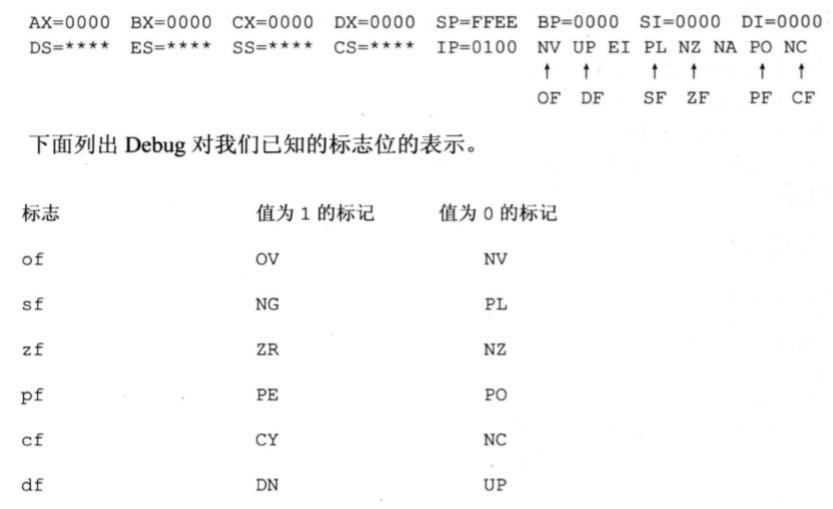 AX=0000 BX=0000 CX=0000 DX=0000 SP=FFEE BP=0000 SI=0000 DI=0000
DS=**** ES=**** SS=**** CS=**** IP=0100 NV UP EI PL NZ NA PO NC
↑ ↑ ↑ ↑ ↑ ↑
OF DF SF ZF PF CF
下面列出 Debug 对我们已知的标志位的表示。
标志 值为 1 的标记 值为 0 的标记
of OV NV
sf NG PL
zf ZR NZ
pf PE PO
cf CY NC
df DN UP